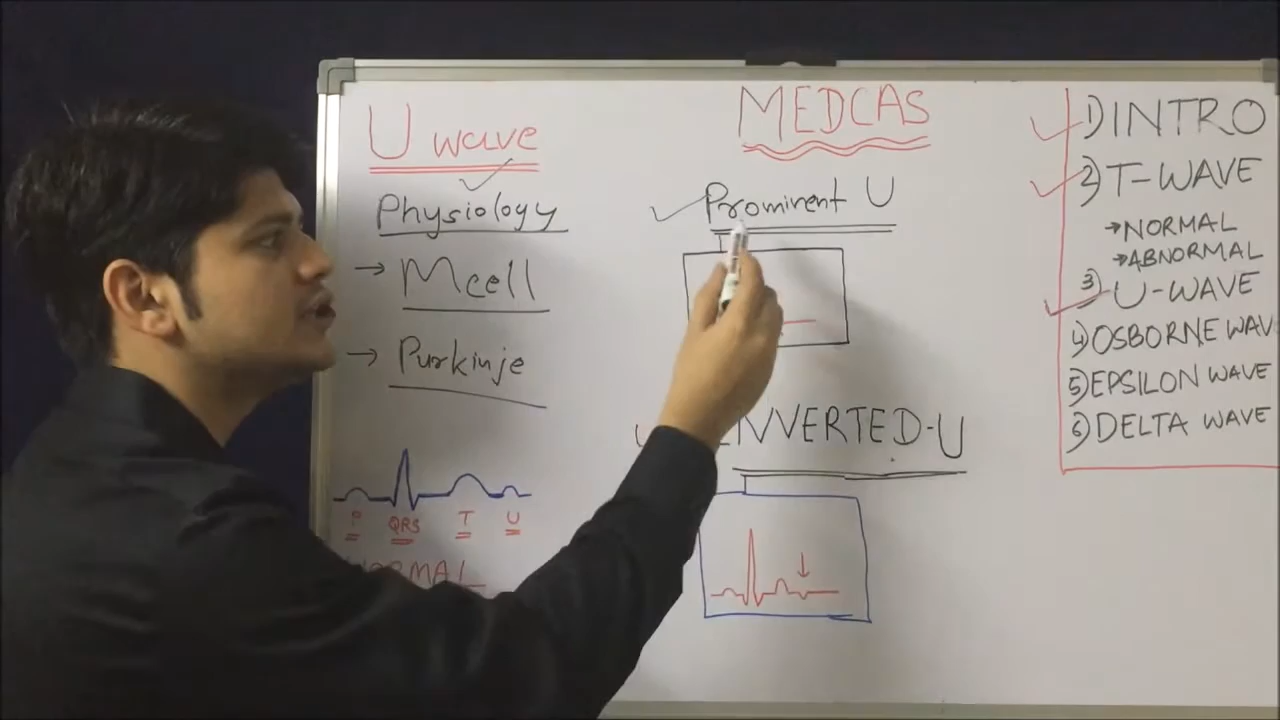 U wave
Physiology
→ Mcell
→ Purkinje
P QRS T U
NORMAL
MEDCAS
Prominent U
INVERTED-U
1) INTRO
2) T-WAVE
→ NORMAL
→ ABNORMAL
3) U-WAVE
4) OSBORNE WAV
5) EPSILON WAVE
6) DELTA WAVE